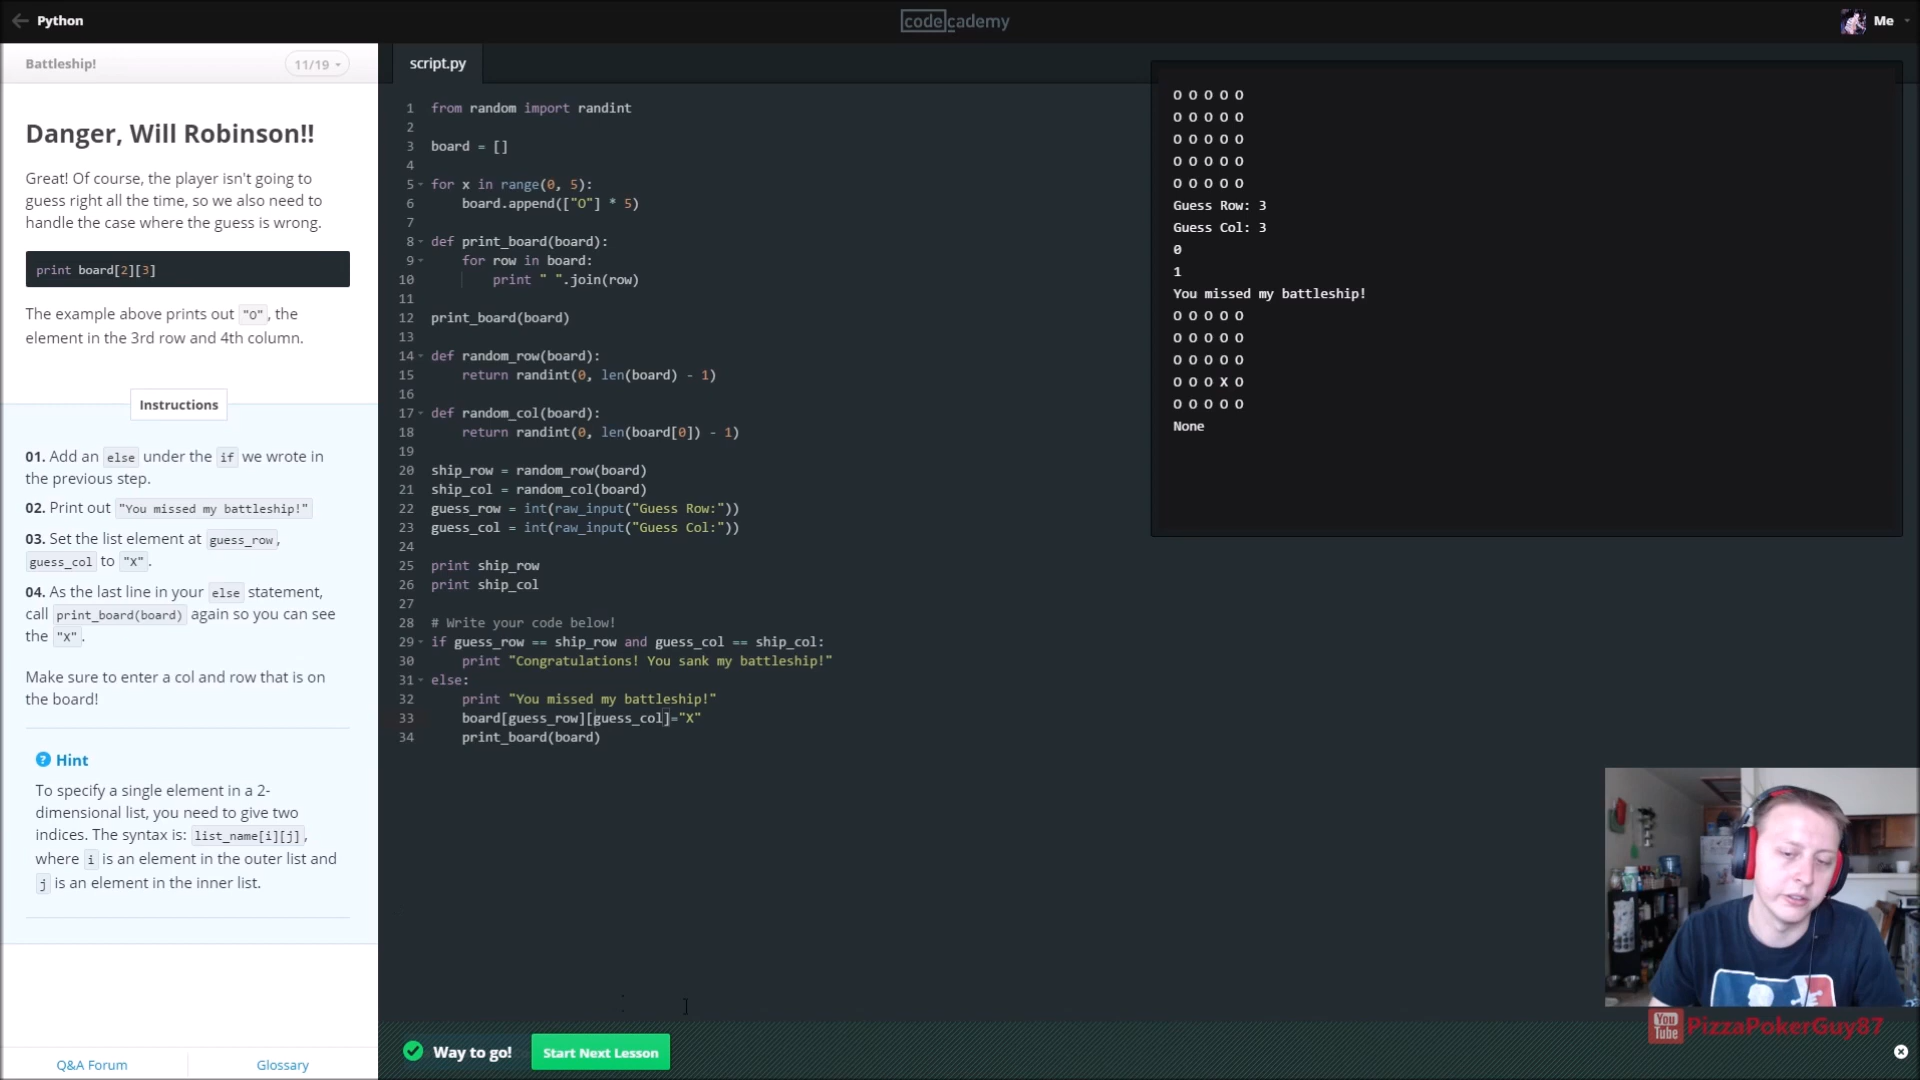 Python
codecademy
Me
Battleship!
11/19
script.py
Danger, Will Robinson!!
Great! Of course, the player isn't going to
guess right all the time, so we also need to
handle the case where the guess is wrong.
print board[2][3]
The example above prints out "O", the
element in the 3rd row and 4th column.
Instructions
01. Add an else under the if we wrote in
the previous step.
02. Print out "You missed my battleship!"
03. Set the list element at guess_row,
guess_col to "X".
04. As the last line in your else statement,
call print_board(board) again so you can see
the "X".
Make sure to enter a col and row that is on
the board!
? Hint
To specify a single element in a 2-
dimensional list, you need to give two
indices. The syntax is: list_name[i][j],
where i is an element in the outer list and
j is an element in the inner list.
Q&A Forum
Glossary
1 from random import randint
2
3 board = []
4
5 for x in range(0, 5):
6 board.append(["O"] * 5)
7
8 def print_board(board):
9 for row in board:
10 print " ".join(row)
11
12 print_board(board)
13
14 def random_row(board):
15 return randint(0, len(board) - 1)
16
17 def random_col(board):
18 return randint(0, len(board[0]) - 1)
19
20 ship_row = random_row(board)
21 ship_col = random_col(board)
22 guess_row = int(raw_input("Guess Row:"))
23 guess_col = int(raw_input("Guess Col:"))
24
25 print ship_row
26 print ship_col
27
28 # Write your code below!
29 if guess_row == ship_row and guess_col == ship_col:
30 print "Congratulations! You sank my battleship!"
31 else:
32 print "You missed my battleship!"
33 board[guess_row][guess_col]="X"
34 print_board(board)
O O O O O
O O O O O
O O O O O
O O O O O
O O O O O
Guess Row: 3
Guess Col: 3
0
1
You missed my battleship!
O O O O O
O O O O O
O O O O O
O O O X O
O O O O O
None
Way to go!
Start Next Lesson
You Tube PizzaPokerGuy87